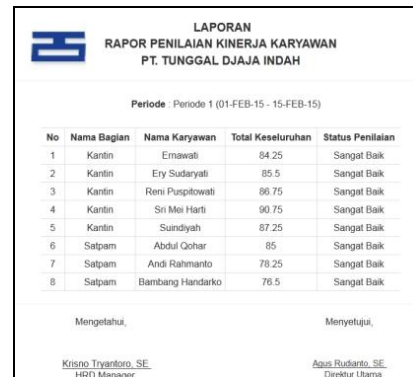 LAPORAN
RAPOR PENILAIAN KINERJA KARYAWAN
PT. TUNGGAL DJAJA INDAH
Periode : Periode 1 (01-FEB-15 - 15-FEB-15)
No Nama Bagian Nama Karyawan Total Keseluruhan Status Penilaian
1 Kantin Ernawati 84.25 Sangat Baik
2 Kantin Ery Sudaryati 85.5 Sangat Baik
3 Kantin Reni Puspitowati 86.75 Sangat Baik
4 Kantin Sri Mei Harti 90.75 Sangat Baik
5 Kantin Suindiyah 87.25 Sangat Baik
6 Satpam Abdul Qohar 85 Sangat Baik
7 Satpam Andi Rahmanto 78.25 Sangat Baik
8 Satpam Bambang Handarko 76.5 Sangat Baik
Mengetahui, Menyetujui,
Krisno Tryantoro, SE Agus Rudianto, SE
HRD Manager Direktur Utama